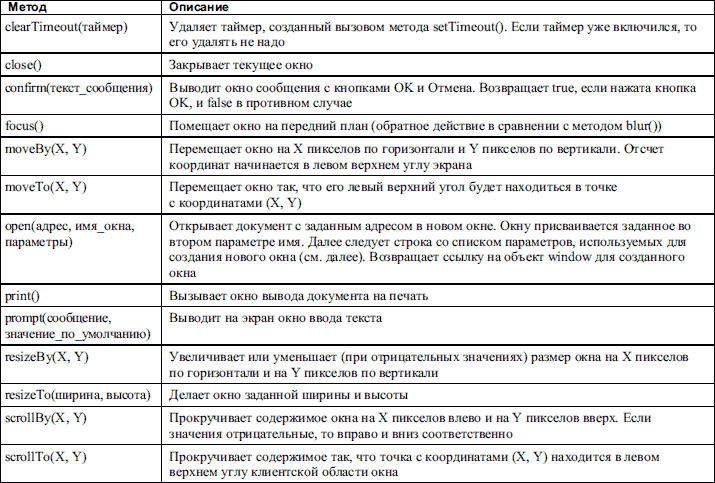 Метод Описание
clearTimeout(таймер) Удаляет таймер, созданный вызовом метода setTimeout(). Если таймер уже включился, то
его удалять не надо
close() Закрывает текущее окно
confirm(текст_сообщения) Выводит окно сообщения с кнопками OK и Отмена. Возвращает true, если нажата кнопка
OK, и false в противном случае
focus() Помещает окно на передний план (обратное действие в сравнении с методом blur())
moveBy(X, Y) Перемещает окно на X пикселов по горизонтали и Y пикселов по вертикали. Отсчет
координат начинается в левом верхнем углу экрана
moveTo(X, Y) Перемещает окно так, что его левый верхний угол будет находиться в точке
с координатами (X, Y)
open(адрес, имя_окна, Открывает документ с заданным адресом в новом окне. Окну присваивается заданное во
параметры) втором параметре имя. Далее следует строка со списком параметров, используемых для
создания нового окна (см. далее). Возвращает ссылку на объект window для созданного
окна
print() Вызывает окно вывода документа на печать
prompt(сообщение, Выводит на экран окно ввода текста
значение_по_умолчанию)
resizeBy(X, Y) Увеличивает или уменьшает (при отрицательных значениях) размер окна на X пикселов
по горизонтали и на Y пикселов по вертикали
resizeTo(ширина, высота) Делает окно заданной ширины и высоты
scrollBy(X, Y) Прокручивает содержимое окна на X пикселов влево и на Y пикселов вверх. Если
значения отрицательные, то вправо и вниз соответственно
scrollTo(X, Y) Прокручивает содержимое так, что точка с координатами (X, Y) находится в левом
верхнем углу клиентской области окна